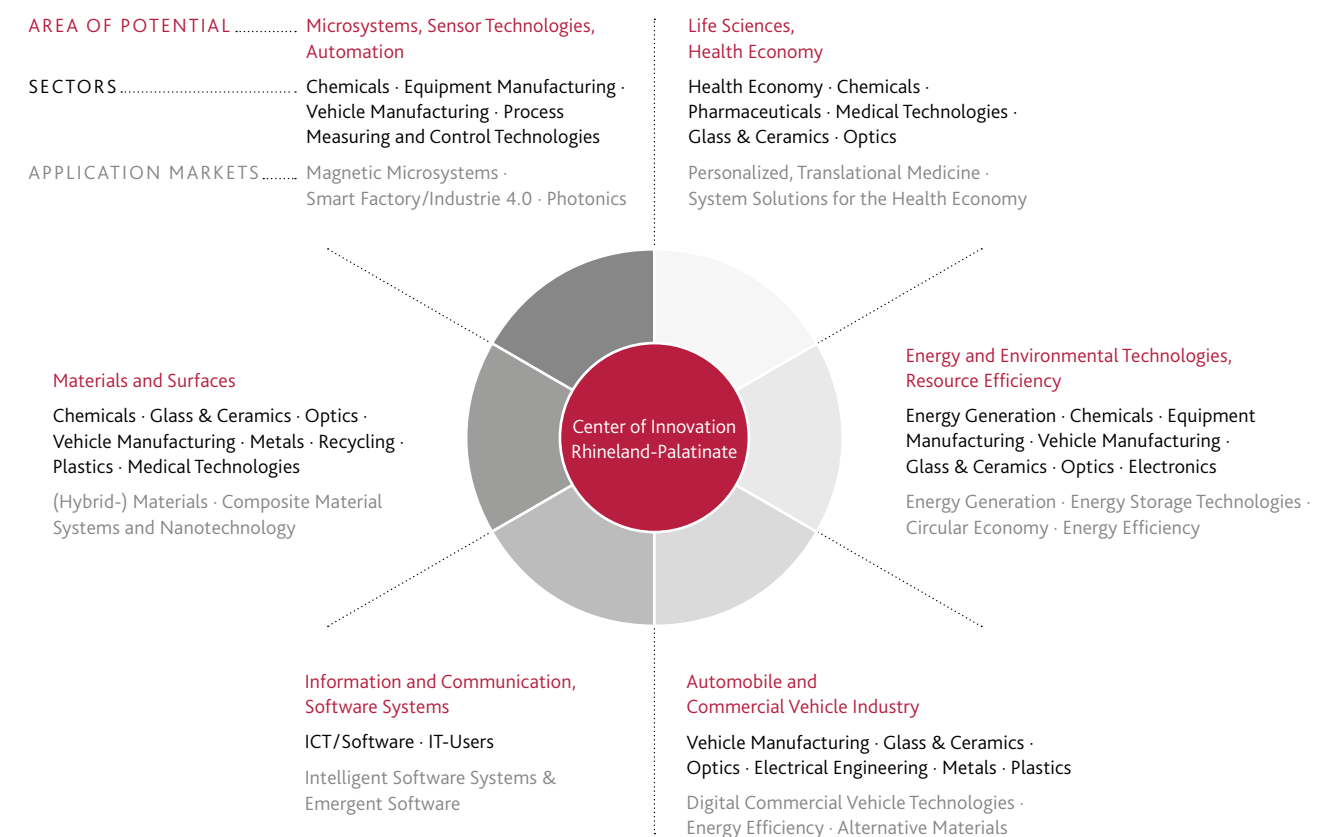 AREA OF POTENTIAL
Microsystems, Sensor Technologies,
Automation
SECTORS
Chemicals · Equipment Manufacturing ·
Vehicle Manufacturing · Process
Measuring and Control Technologies
APPLICATION MARKETS
Magnetic Microsystems ·
Smart Factory/Industrie 4.0 · Photonics
Life Sciences,
Health Economy
Health Economy · Chemicals ·
Pharmaceuticals · Medical Technologies ·
Glass & Ceramics · Optics
Personalized, Translational Medicine ·
System Solutions for the Health Economy
Materials and Surfaces
Chemicals · Glass & Ceramics · Optics ·
Vehicle Manufacturing · Metals · Recycling ·
Plastics · Medical Technologies
(Hybrid-) Materials · Composite Material
Systems and Nanotechnology
Center of Innovation
Rhineland-Palatinate
Energy and Environmental Technologies,
Resource Efficiency
Energy Generation · Chemicals · Equipment
Manufacturing · Vehicle Manufacturing ·
Glass & Ceramics · Optics · Electronics
Energy Generation · Energy Storage Technologies ·
Circular Economy · Energy Efficiency
Information and Communication,
Software Systems
ICT/Software · IT-Users
Intelligent Software Systems &
Emergent Software
Automobile and
Commercial Vehicle Industry
Vehicle Manufacturing · Glass & Ceramics ·
Optics · Electrical Engineering · Metals · Plastics
Digital Commercial Vehicle Technologies ·
Energy Efficiency · Alternative Materials